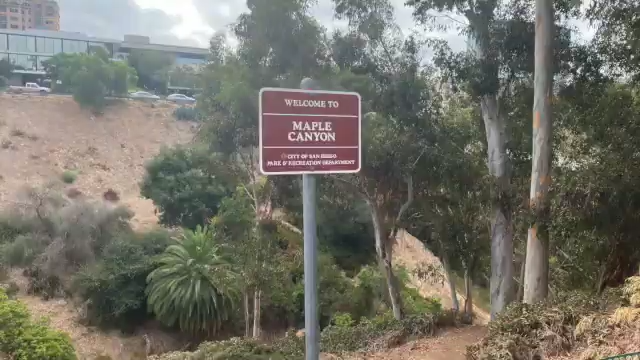 WELCOME TO
MAPLE
CANYON
CITY OF SAN DIEGO
PARK & RECREATION DEPARTMENT